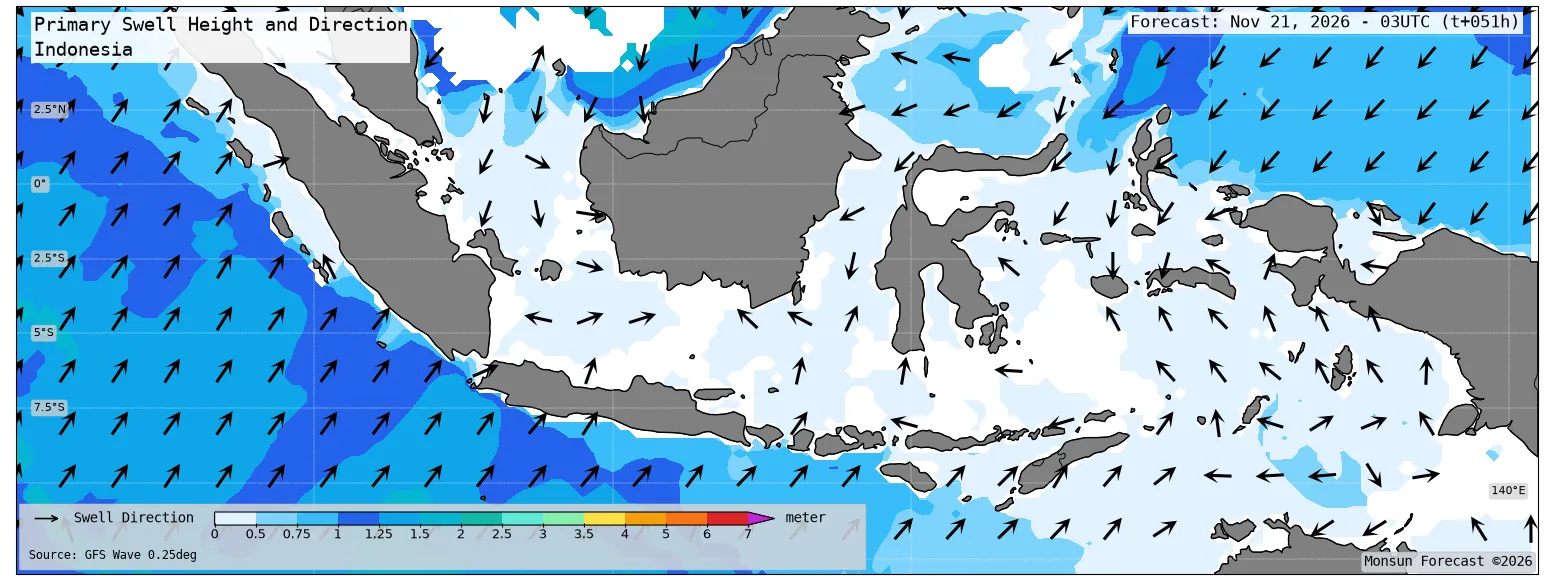 Primary Swell Height and Direction
Indonesia
Forecast: Nov 21, 2026 - 03UTC (t+051h)
2.5°N
0°
2.5°S
5°S
7.5°S
140°E
Swell Direction
meter
0 0.5 0.75 1 1.25 1.5 2 2.5 3 3.5 4 5 6 7
Source: GFS Wave 0.25deg
Monsun Forecast ©2026